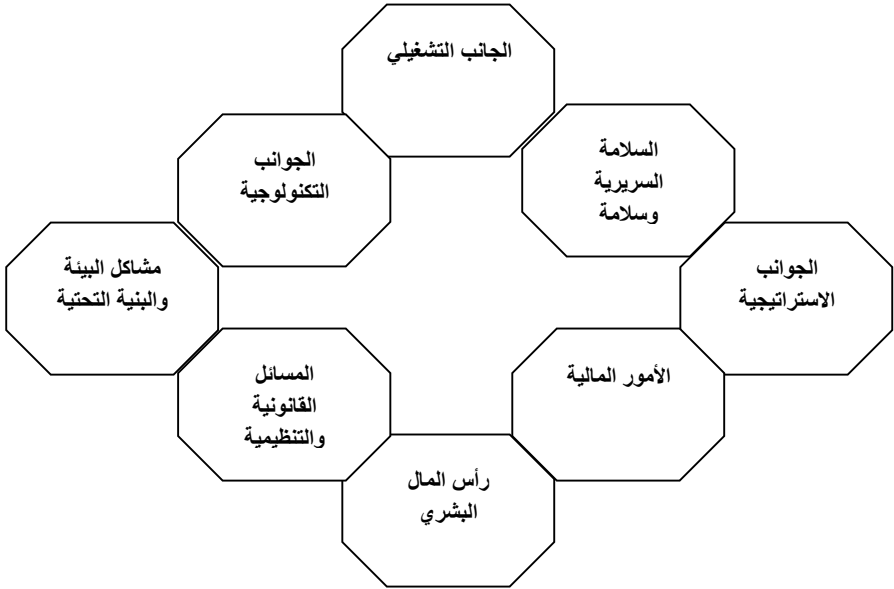 الجانب التشغيلي
السلامة
السريرية
وسلامة
الجوانب
التكنولوجية
الجوانب
الاستراتيجية
مشاكل البيئة
والبنية التحتية
الأمور المالية
المسائل
القانونية
والتنظيمية
رأس المال
البشري